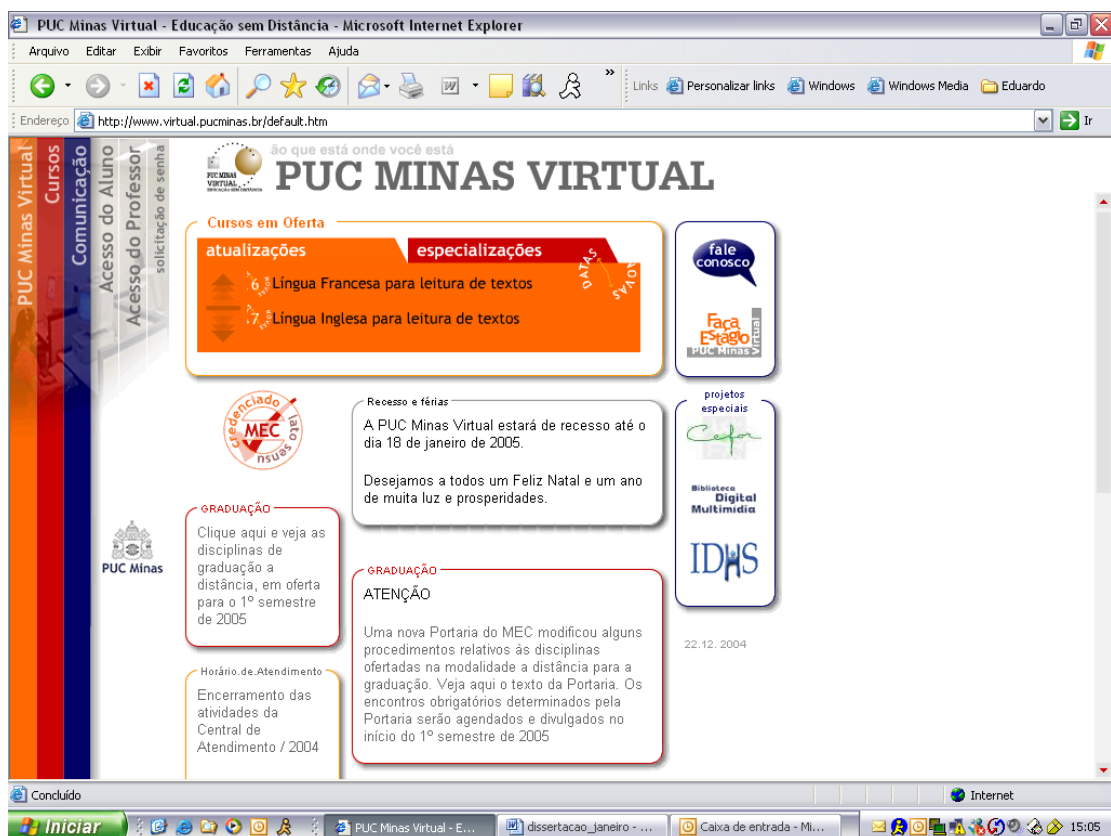 PUC Minas Virtual - Educação sem Distância - Microsoft Internet Explorer
Arquivo Editar Exibir Favoritos Ferramentas Ajuda
W
»
Links Personalizar links Windows Windows Media Eduardo
Endereço http://www.virtual.pucminas.br/default.htm Ir
PUC Minas Virtual
Cursos
Comunicação
Acesso do Aluno
Acesso do Professor
solicitação de senha
PUC MINAS
VIRTUAL
ão que está onde você está
PUC MINAS VIRTUAL
Cursos em Oferta
atualizações especializações
DATAS
NOVAS
6 Língua Francesa para leitura de textos
7 Língua Inglesa para leitura de textos
fale
conosco
Faça
Estágio
PUC Minas Virtual
credenciado
MEC
lato sensu
Recesso e férias
A PUC Minas Virtual estará de recesso até o
dia 18 de janeiro de 2005.
Desejamos a todos um Feliz Natal e um ano
de muita luz e prosperidades.
projetos
especiais
Cefor
Biblioteca
Digital
Multimídia
IDHS
22.12. 2004
PUC Minas
GRADUAÇÃO
Clique aqui e veja as
disciplinas de
graduação a
distância, em oferta
para o 1º semestre
de 2005
GRADUAÇÃO
ATENÇÃO
Uma nova Portaria do MEC modificou alguns
procedimentos relativos às disciplinas
ofertadas na modalidade a distância para a
graduação. Veja aqui o texto da Portaria. Os
encontros obrigatórios determinados pela
Portaria serão agendados e divulgados no
início do 1º semestre de 2005
Horário.de.Atendimento
Encerramento das
atividades da
Central de
Atendimento / 2004
Concluído Internet
Iniciar PUC Minas Virtual - E... dissertacao_janeiro - ... Caixa de entrada - Mi... 15:05